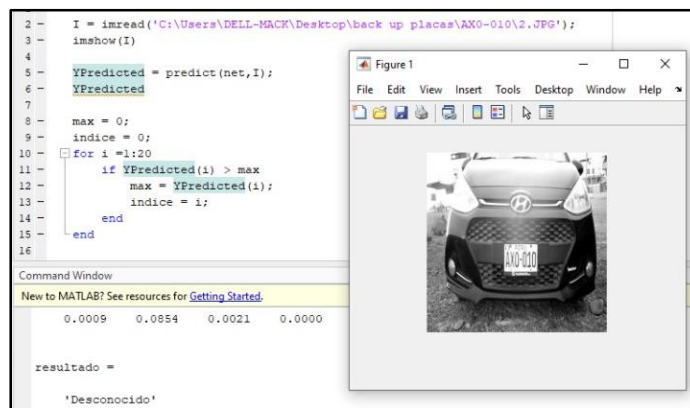 2 -    I = imread('C:\Users\DELL-MACK\Desktop\back up placas\AX0-010\2.JPG');
3 -    imshow(I)
4
5 -    YPredicted = predict(net,I);
6 -    YPredicted
7
8 -    max = 0;
9 -    indice = 0;
10 -    for i =1:20
11 -    if YPredicted(i) > max
12 -    max = YPredicted(i);
13 -    indice = i;
14 -    end
15 -    end
16
Figure 1
File Edit View Insert Tools Desktop Window Help
PERU
AX0-010
Command Window
New to MATLAB? See resources for Getting Started.
0.0009 0.0854 0.0021 0.0000
resultado =
'Desconocido'